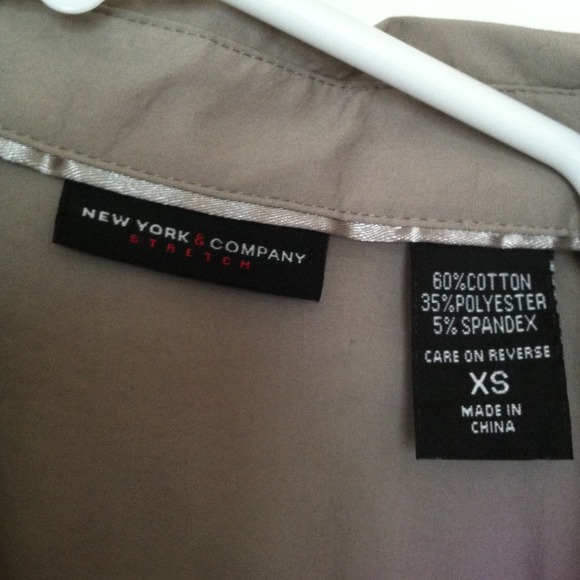 NEW YORK & COMPANY
STRETCH
60%COTTON
35%POLYESTER
5% SPANDEX
CARE ON REVERSE
XS
MADE IN
CHINA